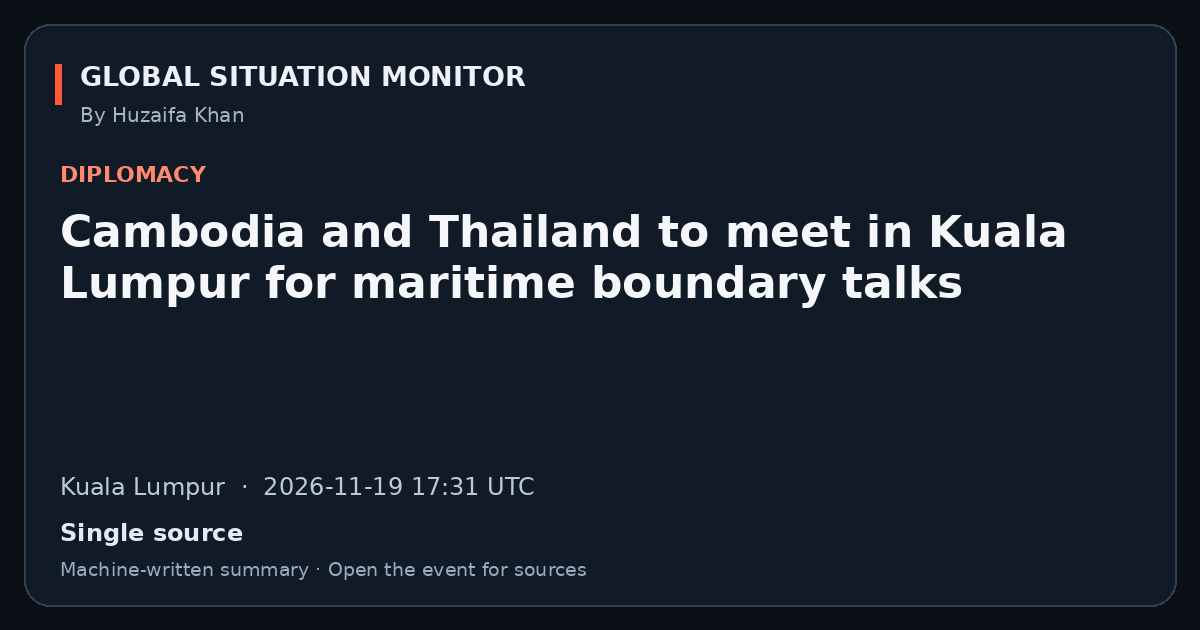 GLOBAL SITUATION MONITOR
By Huzaifa Khan
DIPLOMACY
Cambodia and Thailand to meet in Kuala
Lumpur for maritime boundary talks
Kuala Lumpur · 2026-11-19 17:31 UTC
Single source
Machine-written summary · Open the event for sources